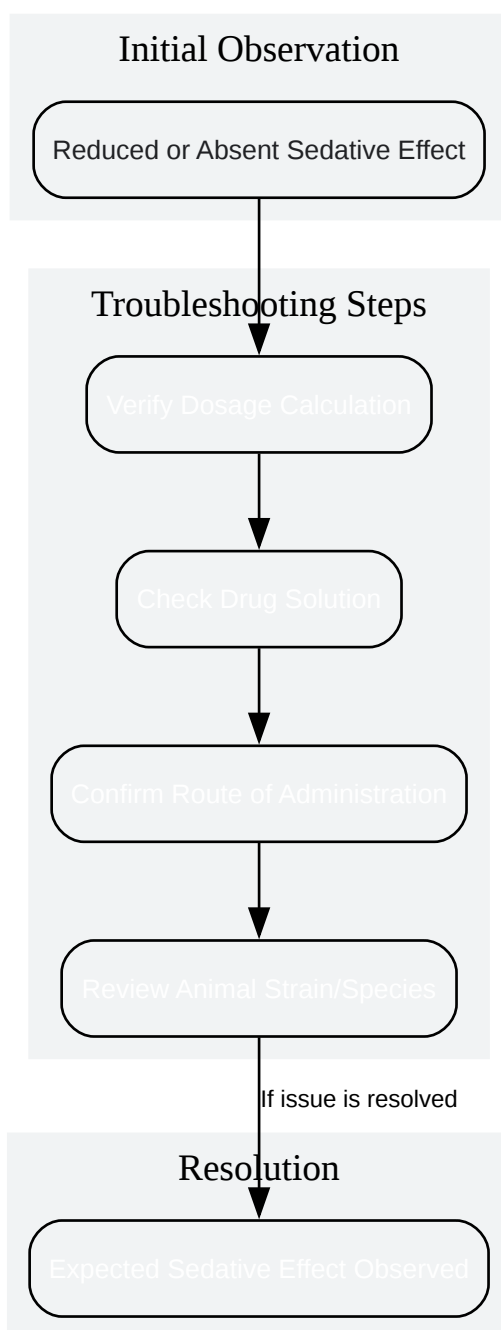 Initial Observation
Reduced or Absent Sedative Effect
Troubleshooting Steps
Verify Dosage Calculation
Check Drug Solution
Confirm Route of Administration
Review Animal Strain/Species
If issue is resolved
Resolution
Expected Sedative Effect Observed